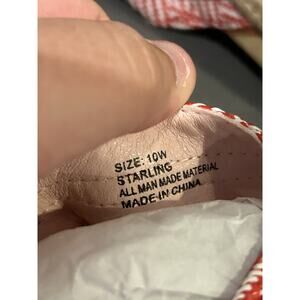 SIZE: 10W
STARLING
ALL MAN MADE MATERIAL
MADE IN CHINA